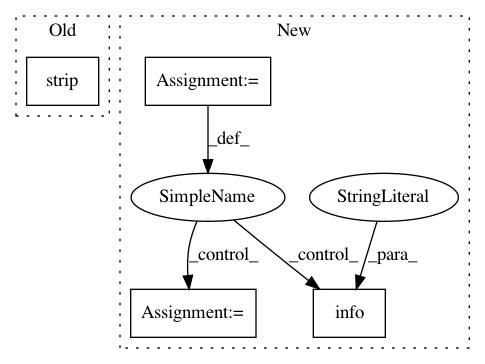 Old
New
strip
Assignment:=
_def_
SimpleName
StringLiteral
_control_
_control_
_para_
Assignment:=
info